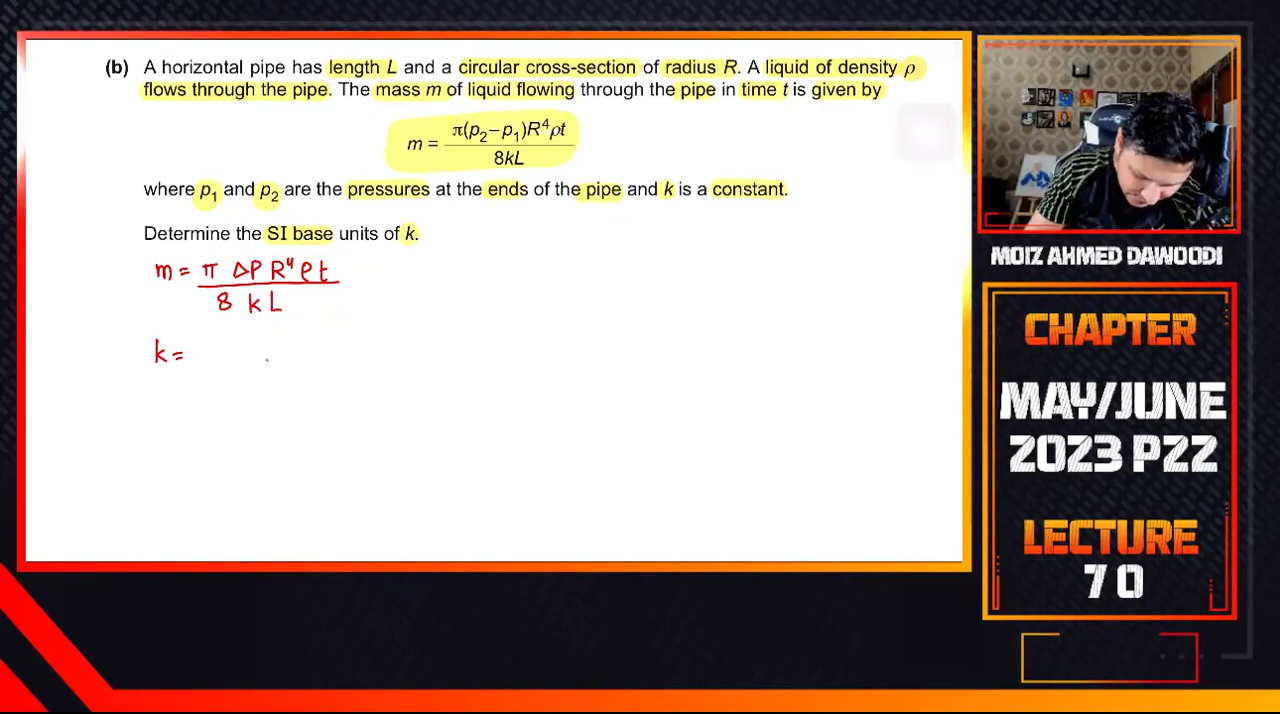 (b) A horizontal pipe has length L and a circular cross-section of radius R. A liquid of density ρ
flows through the pipe. The mass m of liquid flowing through the pipe in time t is given by
m = π(p₂–p₁)R⁴ρt / 8kL
where p₁ and p₂ are the pressures at the ends of the pipe and k is a constant.
Determine the SI base units of k.
m = π ΔP R⁴ ρ t / 8 k L
k =
MOIZ AHMED DAWOODI
CHAPTER
MAY/JUNE
2023 P22
LECTURE
70